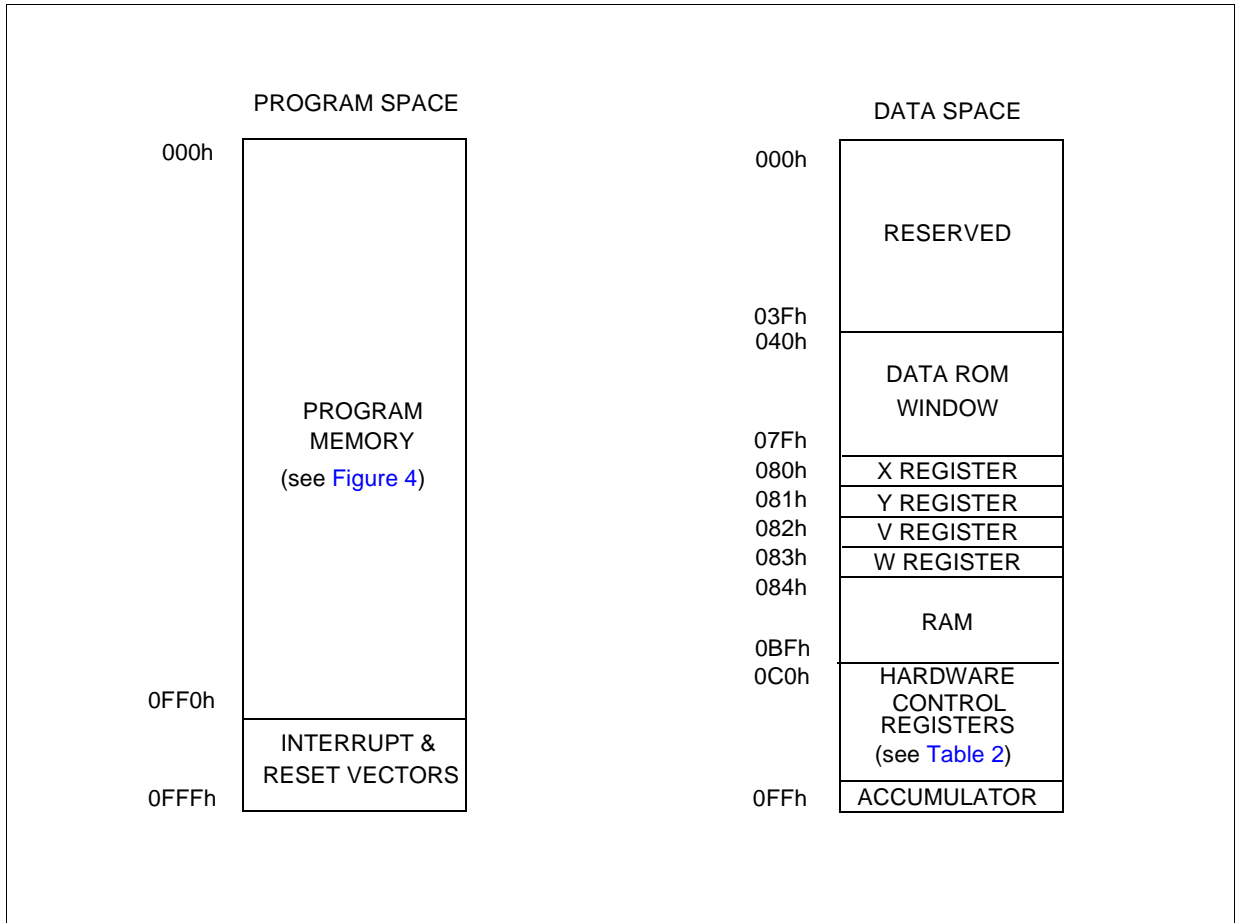 PROGRAM SPACE
000h
PROGRAM
MEMORY
(see Figure 4)
0FF0h
INTERRUPT &
RESET VECTORS
0FFFh
DATA SPACE
000h
RESERVED
03Fh
040h
DATA ROM
WINDOW
07Fh
080h X REGISTER
081h Y REGISTER
082h V REGISTER
083h W REGISTER
084h
RAM
0BFh
0C0h HARDWARE
CONTROL
REGISTERS
(see Table 2)
0FFh ACCUMULATOR